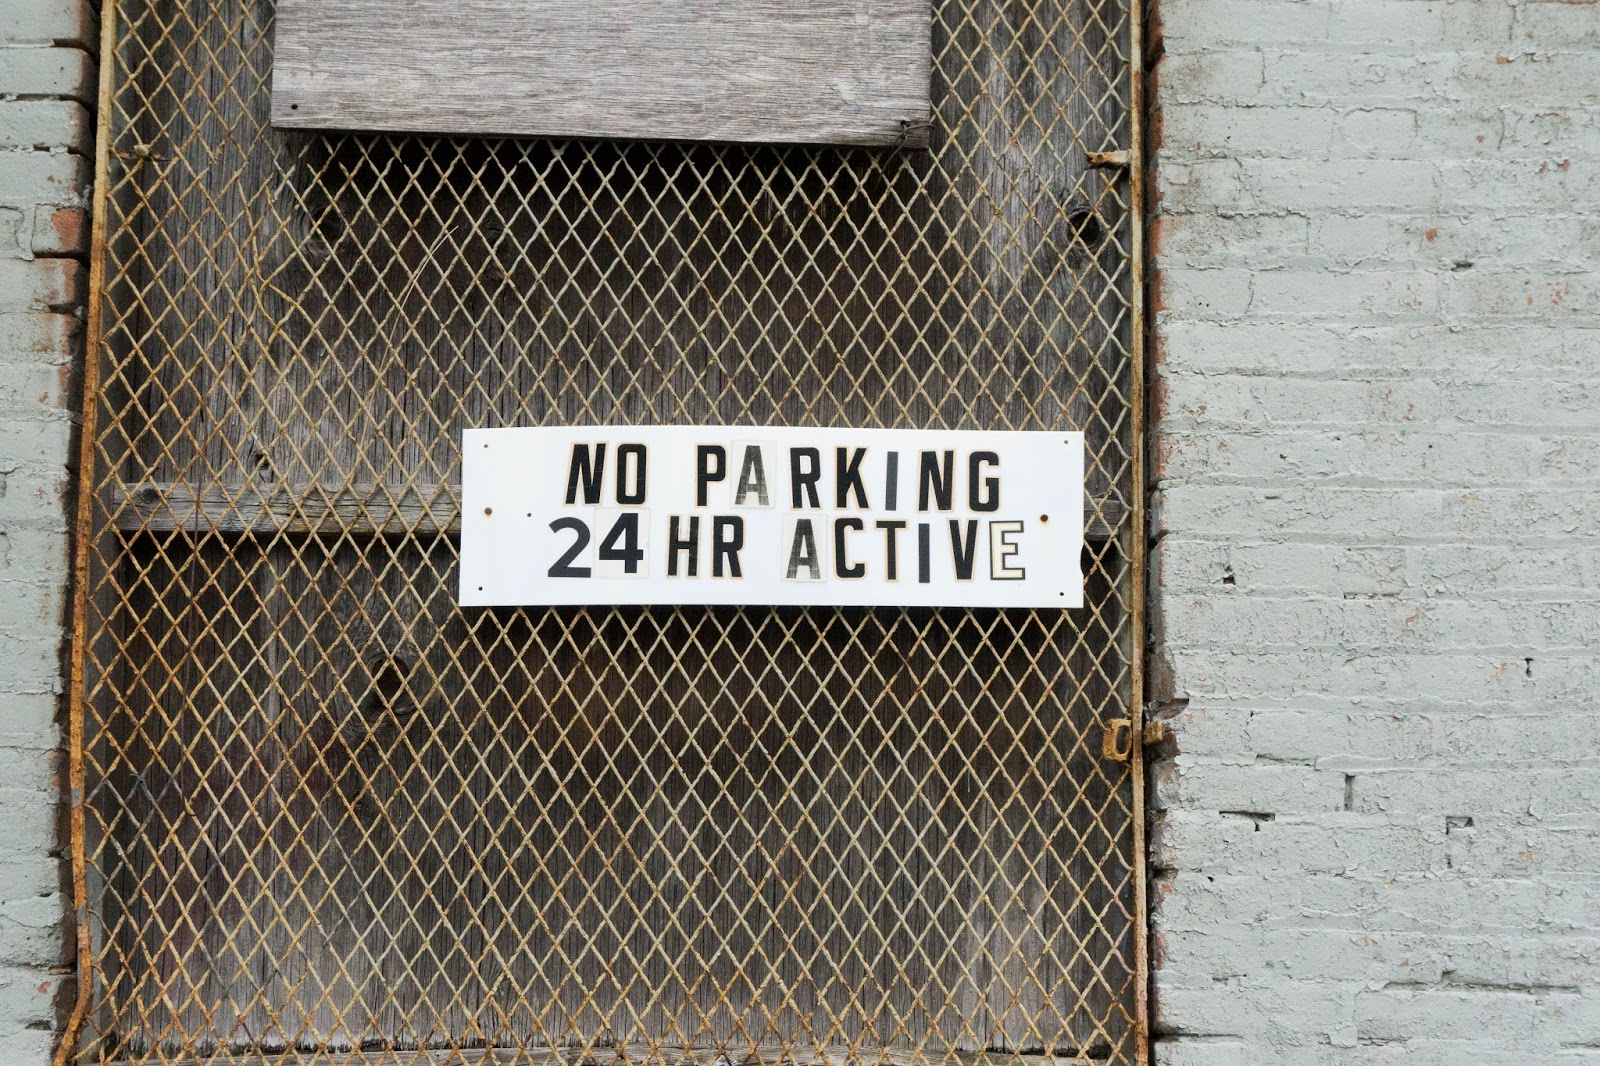 NO PARKING
24 HR ACTIVE